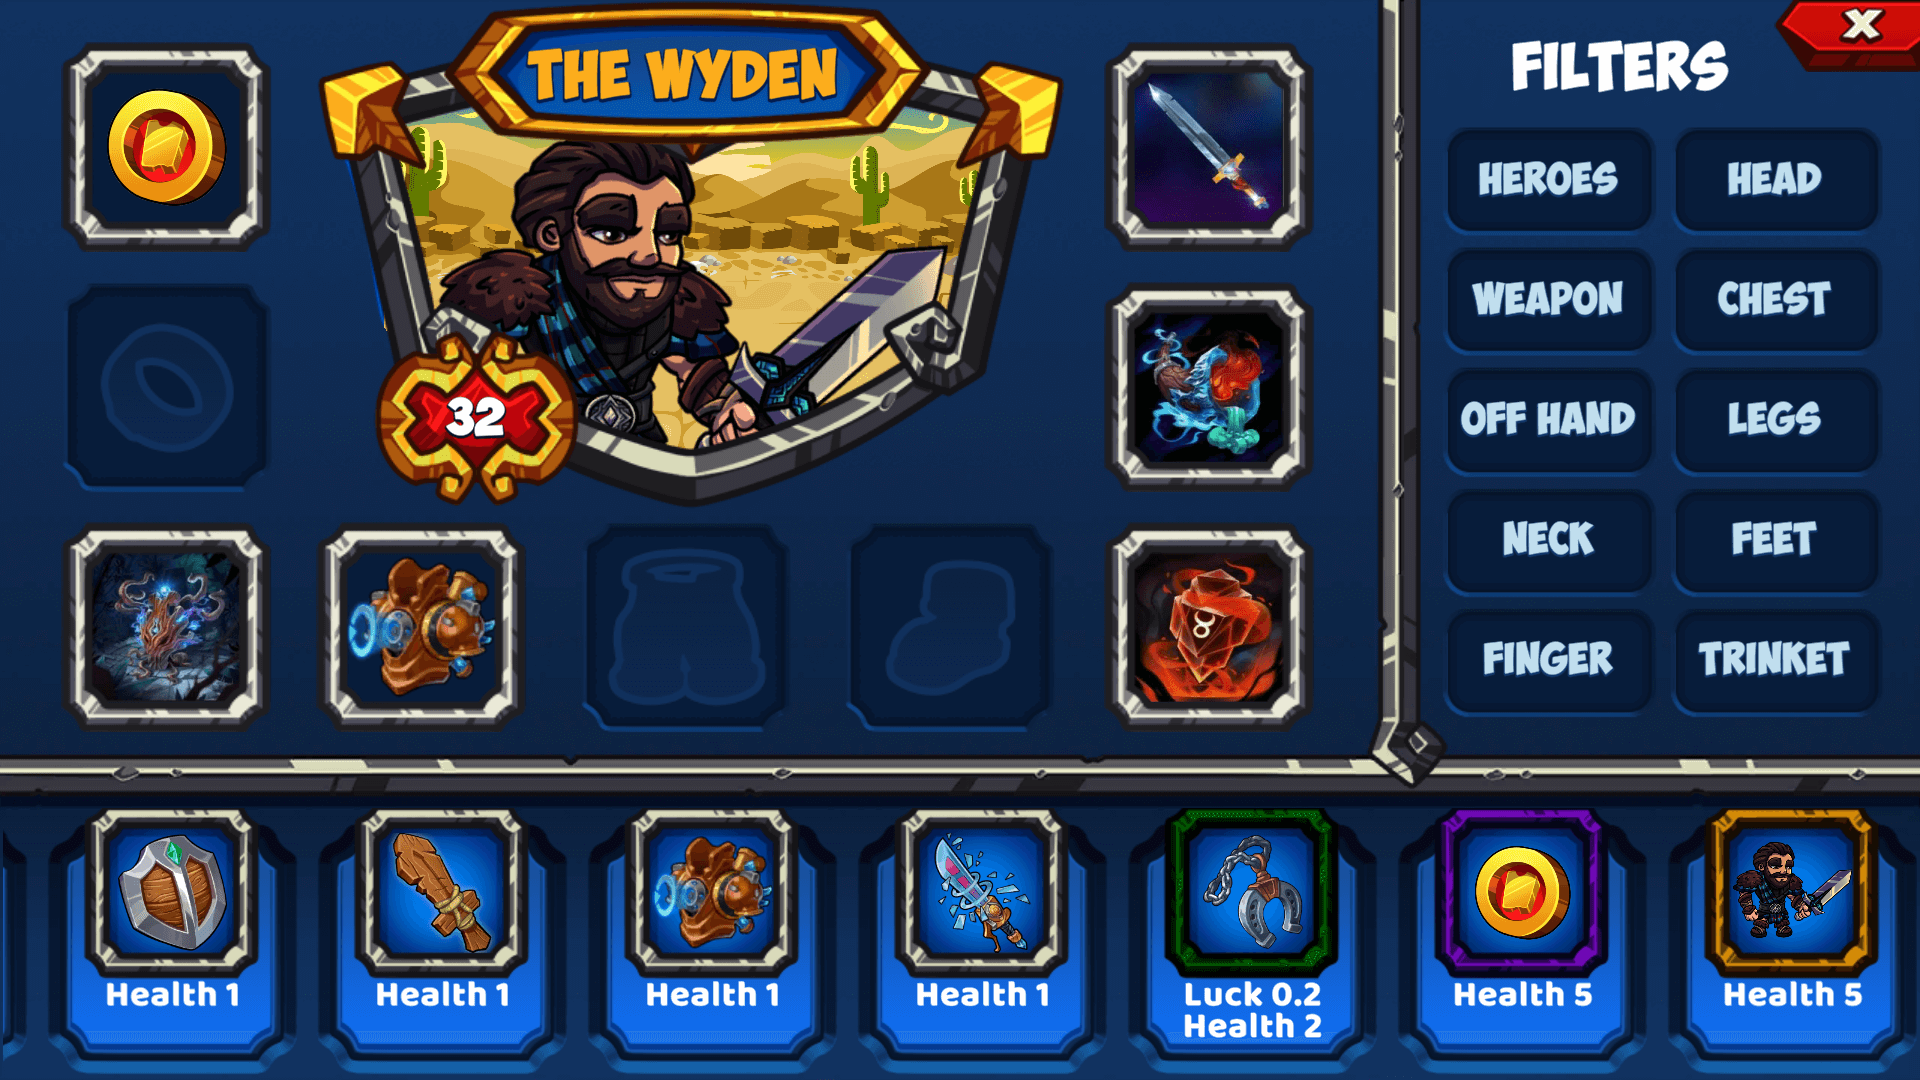 THE WYDEN
32
FILTERS
X
HEROES
HEAD
WEAPON
CHEST
OFF HAND
LEGS
NECK
FEET
FINGER
TRINKET
8
Health 1
Health 1
Health 1
Health 1
Luck 0.2
Health 2
Health 5
Health 5